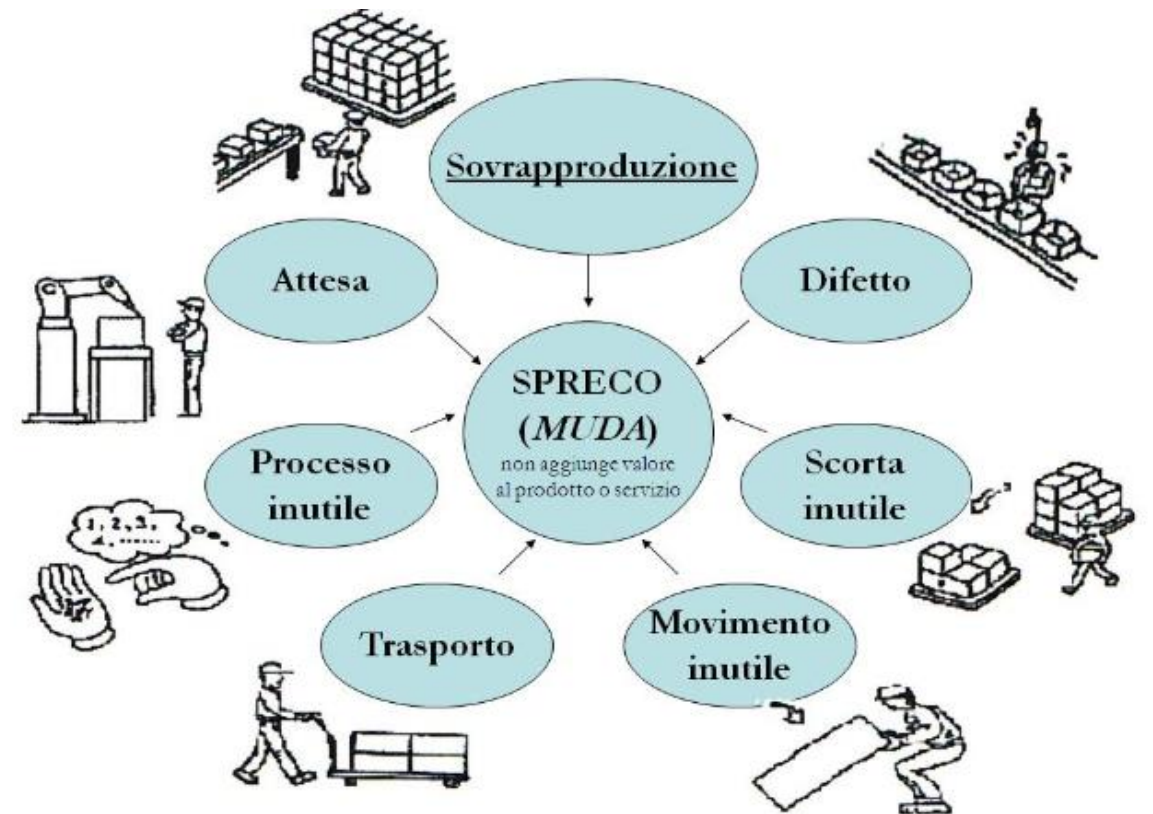 Sovrapproduzione
Attesa
Difetto
SPRECO
(MUDA)
non aggiunge valore
al prodotto o servizio
Processo
inutile
Scorta
inutile
1, 2, 3,
Trasporto
Movimento
inutile